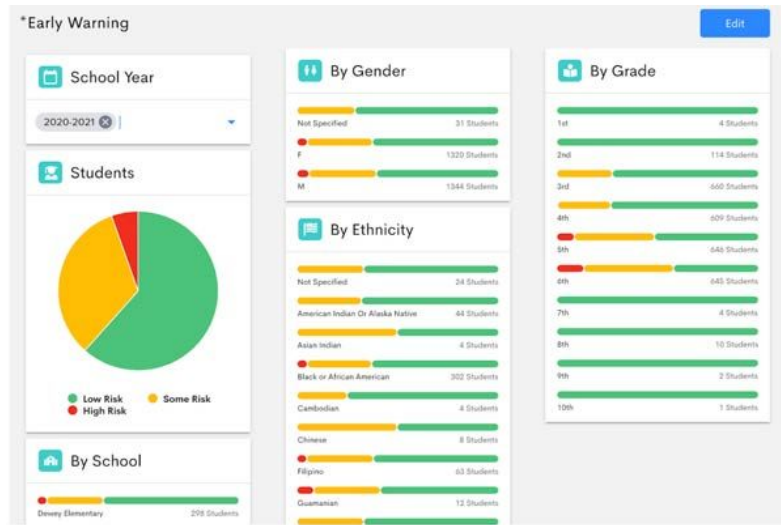 *Early Warning
Edit
School Year
2020-2021
Students
Low Risk
Some Risk
High Risk
By School
Dewey Elementary 298 Students
By Gender
Not Specified 31 Students
F 1320 Students
M 1344 Students
By Ethnicity
Not Specified 24 Students
American Indian Or Alaska Native 44 Students
Asian Indian 4 Students
Black or African American 302 Students
Cambodian 4 Students
Chinese 8 Students
Filipino 63 Students
Guamanian 12 Students
By Grade
1st 4 Students
2nd 114 Students
3rd 660 Students
4th 609 Students
5th 646 Students
6th 645 Students
7th 4 Students
8th 10 Students
9th 2 Students
10th 1 Students